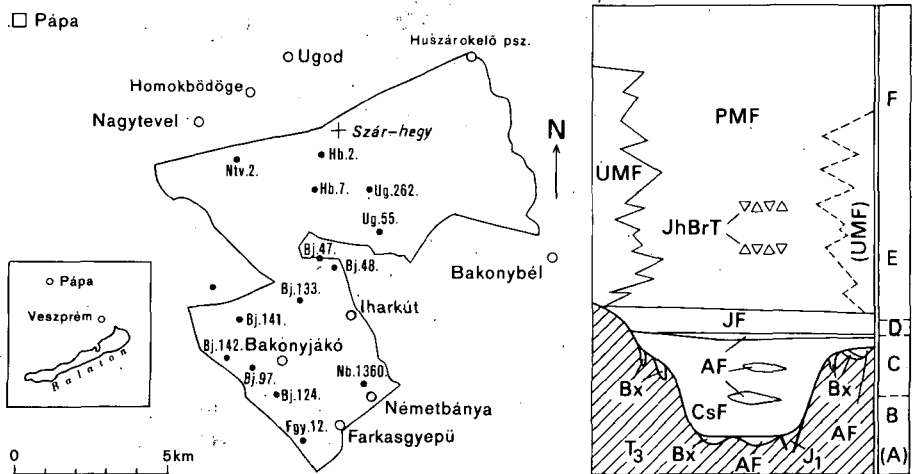 Pápa
Huszárokelő psz.
Ugod
Homokbödöge
Nagytevel
Szár-hegy
N
Hb.2.
Ntv.2.
Hb.7.
Ug.262.
Ug.55.
Bj.47.
Bj.48.
Bakonybél
Bj.133.
Iharkút
Bj.141.
Bj.142.
Bakonyjákó
Bj.97.
Nb.1360.
Bj.124.
Németbánya
Farkasgyepü
Fgy.12.
Pápa
Veszprém
Balaton
0 5km
F
PMF
UMF
JhBrT
(UMF)
E
JF
D
AF
C
Bx
Bx
CsF
B
T3
Bx
AF
J1
AF
(A)